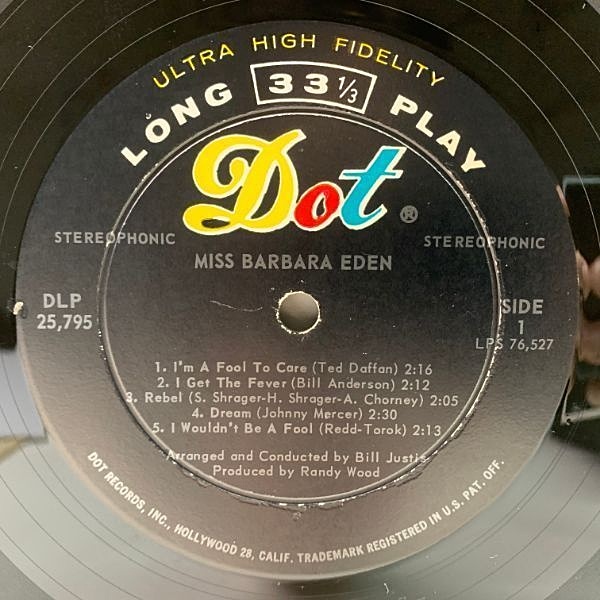 ULTRA HIGH FIDELITY
LONG 33 1/3 PLAY
Dot ®
STEREOPHONIC
STEREOPHONIC
MISS BARBARA EDEN
DLP
25,795
SIDE
1
LPS 76,527
1. I'm A Fool To Care (Ted Daffan) 2:16
2. I Get The Fever (Bill Anderson) 2:12
3. Rebel (S. Shrager-H. Shrager-A. Chorney) 2:05
4. Dream (Johnny Mercer) 2:30
5. I Wouldn't Be A Fool (Redd-Torok) 2:13
Arranged and Conducted by Bill Justis
Produced by Randy Wood
DOT RECORDS, INC., HOLLYWOOD 28, CALIF. TRADEMARK REGISTERED IN U.S. PAT. OFF.